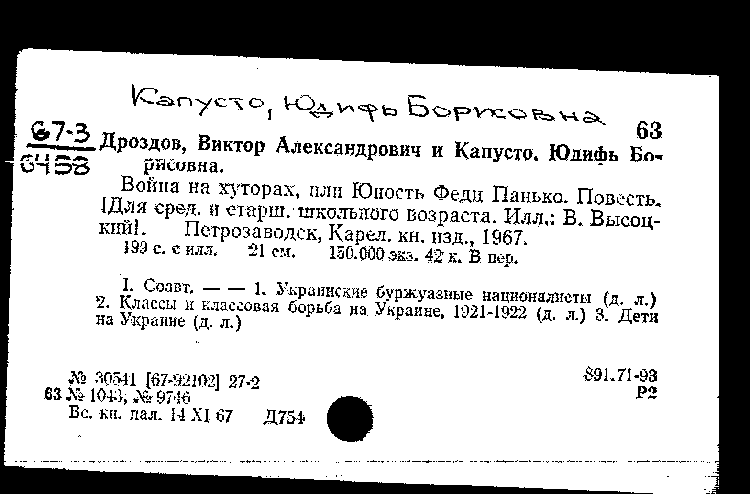 Капусто, Юдифь Борисовна
63
67-3
6458
Дроздов, Виктор Александрович и Капусто, Юдифь Бо-
рисовна.
Война на хуторах, или Юность Феди Панько. Повесть.
[Для сред. и старш. школьного возраста. Илл.: В. Высоц-
кий]. Петрозаводск, Карел. кн. изд., 1967.
199 с. с илл. 21 см. 150.000 экз. 42 к. В пер.
I. Соавт. — — 1. Украинские буржуазные националисты (д. л.)
2. Классы и классовая борьба на Украине, 1921-1922 (д. л.) 3. Дети
на Украине (д. л.)
№ 30541 [67-92102] 27-2 891.71-93
63 № 1043, № 9746 Р2
Вс. кн. пал. 14 XI 67 Д754